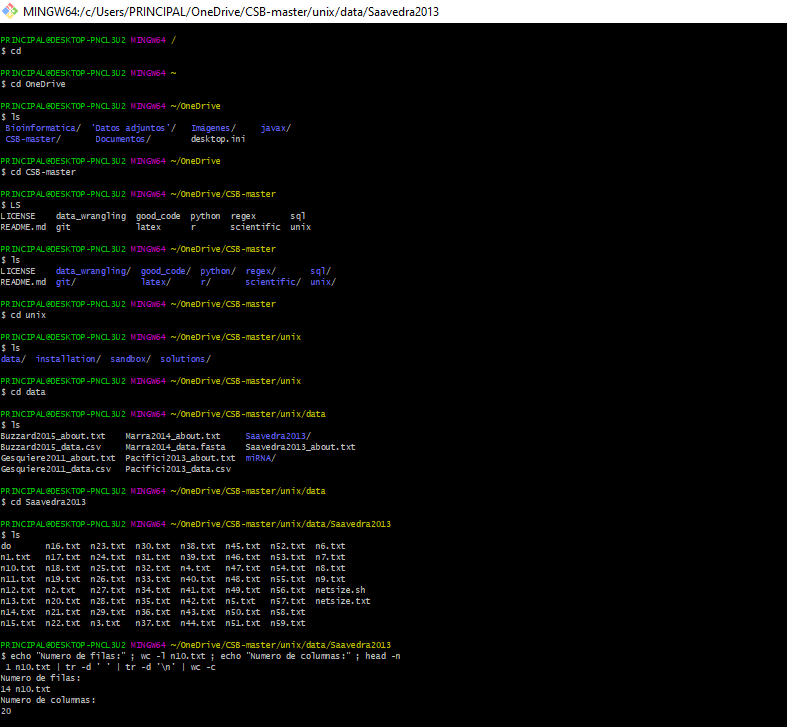 MINGW64:/c/Users/PRINCIPAL/OneDrive/CSB-master/unix/data/Saavedra2013
PRINCIPAL@DESKTOP-PNCL3U2 MINGW64 /
$ cd
PRINCIPAL@DESKTOP-PNCL3U2 MINGW64 ~
$ cd OneDrive
PRINCIPAL@DESKTOP-PNCL3U2 MINGW64 ~/OneDrive
$ ls
Bioinformatica/ 'Datos adjuntos'/ Imágenes/ javax/
CSB-master/ Documentos/ desktop.ini
PRINCIPAL@DESKTOP-PNCL3U2 MINGW64 ~/OneDrive
$ cd CSB-master
PRINCIPAL@DESKTOP-PNCL3U2 MINGW64 ~/OneDrive/CSB-master
$ LS
LICENSE data_wrangling good_code python regex sql
README.md git latex r scientific unix
PRINCIPAL@DESKTOP-PNCL3U2 MINGW64 ~/OneDrive/CSB-master
$ ls
LICENSE data_wrangling/ good_code/ python/ regex/ sql/
README.md git/ latex/ r/ scientific/ unix/
PRINCIPAL@DESKTOP-PNCL3U2 MINGW64 ~/OneDrive/CSB-master
$ cd unix
PRINCIPAL@DESKTOP-PNCL3U2 MINGW64 ~/OneDrive/CSB-master/unix
$ ls
data/ installation/ sandbox/ solutions/
PRINCIPAL@DESKTOP-PNCL3U2 MINGW64 ~/OneDrive/CSB-master/unix
$ cd data
PRINCIPAL@DESKTOP-PNCL3U2 MINGW64 ~/OneDrive/CSB-master/unix/data
$ ls
Buzzard2015_about.txt Marra2014_about.txt Saavedra2013/
Buzzard2015_data.csv Marra2014_data.fasta Saavedra2013_about.txt
Gesquiere2011_about.txt Pacifici2013_about.txt miRNA/
Gesquiere2011_data.csv Pacifici2013_data.csv
PRINCIPAL@DESKTOP-PNCL3U2 MINGW64 ~/OneDrive/CSB-master/unix/data
$ cd Saavedra2013
PRINCIPAL@DESKTOP-PNCL3U2 MINGW64 ~/OneDrive/CSB-master/unix/data/Saavedra2013
$ ls
do n16.txt n23.txt n30.txt n38.txt n45.txt n52.txt n6.txt
n1.txt n17.txt n24.txt n31.txt n39.txt n46.txt n53.txt n7.txt
n10.txt n18.txt n25.txt n32.txt n4.txt n47.txt n54.txt n8.txt
n11.txt n19.txt n26.txt n33.txt n40.txt n48.txt n55.txt n9.txt
n12.txt n2.txt n27.txt n34.txt n41.txt n49.txt n56.txt netsize.sh
n13.txt n20.txt n28.txt n35.txt n42.txt n5.txt n57.txt netsize.txt
n14.txt n21.txt n29.txt n36.txt n43.txt n50.txt n58.txt
n15.txt n22.txt n3.txt n37.txt n44.txt n51.txt n59.txt
PRINCIPAL@DESKTOP-PNCL3U2 MINGW64 ~/OneDrive/CSB-master/unix/data/Saavedra2013
$ echo "Numero de filas:" ; wc -l n10.txt ; echo "Numero de columnas:" ; head -n
1 n10.txt | tr -d ' ' | tr -d '\n' | wc -c
Numero de filas:
14 n10.txt
Numero de columnas:
20